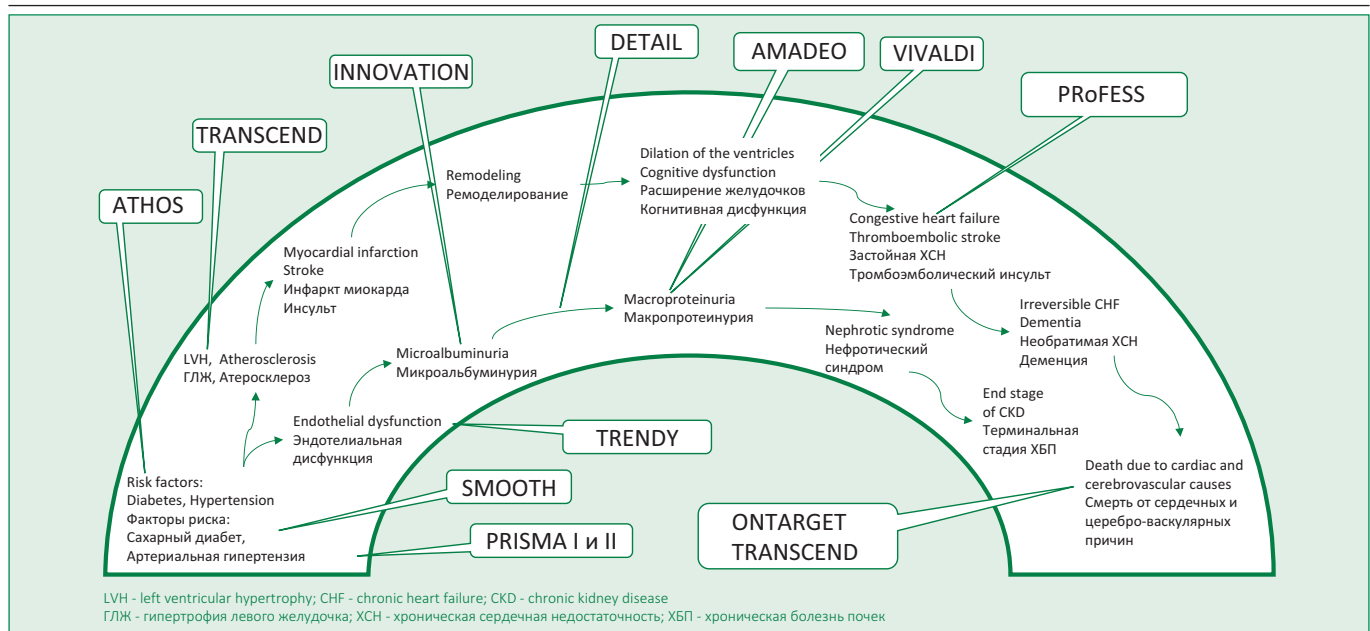 DETAIL
AMADEO
VIVALDI
INNOVATION
PRoFESS
TRANSCEND
ATHOS
Dilation of the ventricles
Cognitive dysfunction
Расширение желудочков
Когнитивная дисфункция
Remodeling
Ремоделирование
Congestive heart failure
Thromboembolic stroke
Застойная ХСН
Тромбоэмболический инсульт
Myocardial infarction
Stroke
Инфаркт миокарда
Инсульт
Macroproteinuria
Макропротеинурия
Irreversible CHF
Dementia
Необратимая ХСН
Деменция
Nephrotic syndrome
Нефротический
синдром
LVH, Atherosclerosis
ГЛЖ, Атеросклероз
Microalbuminuria
Микроальбуминурия
End stage
of CKD
Терминальная
стадия ХБП
Endothelial dysfunction
Эндотелиальная
дисфункция
TRENDY
Death due to cardiac and
cerebrovascular causes
Смерть от сердечных и
церебро-васкулярных
причин
Risk factors:
Diabetes, Hypertension
Факторы риска:
Сахарный диабет,
Артериальная гипертензия
SMOOTH
PRISMA I и II
ONTARGET
TRANSCEND
LVH - left ventricular hypertrophy; CHF - chronic heart failure; CKD - chronic kidney disease
ГЛЖ - гипертрофия левого желудочка; ХСН - хроническая сердечная недостаточность; ХБП - хроническая болезнь почек